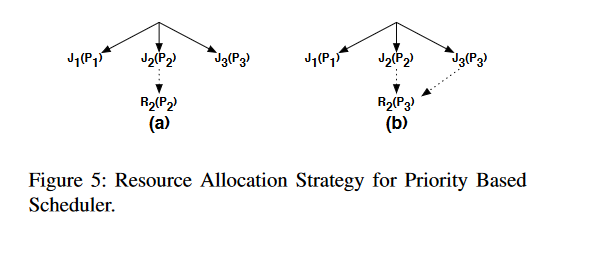 J1(P1) J2(P2) J3(P3) J1(P1) J2(P2) J3(P3)
R2(P2) R2(P3)
(a) (b)
Figure 5: Resource Allocation Strategy for Priority Based
Scheduler.